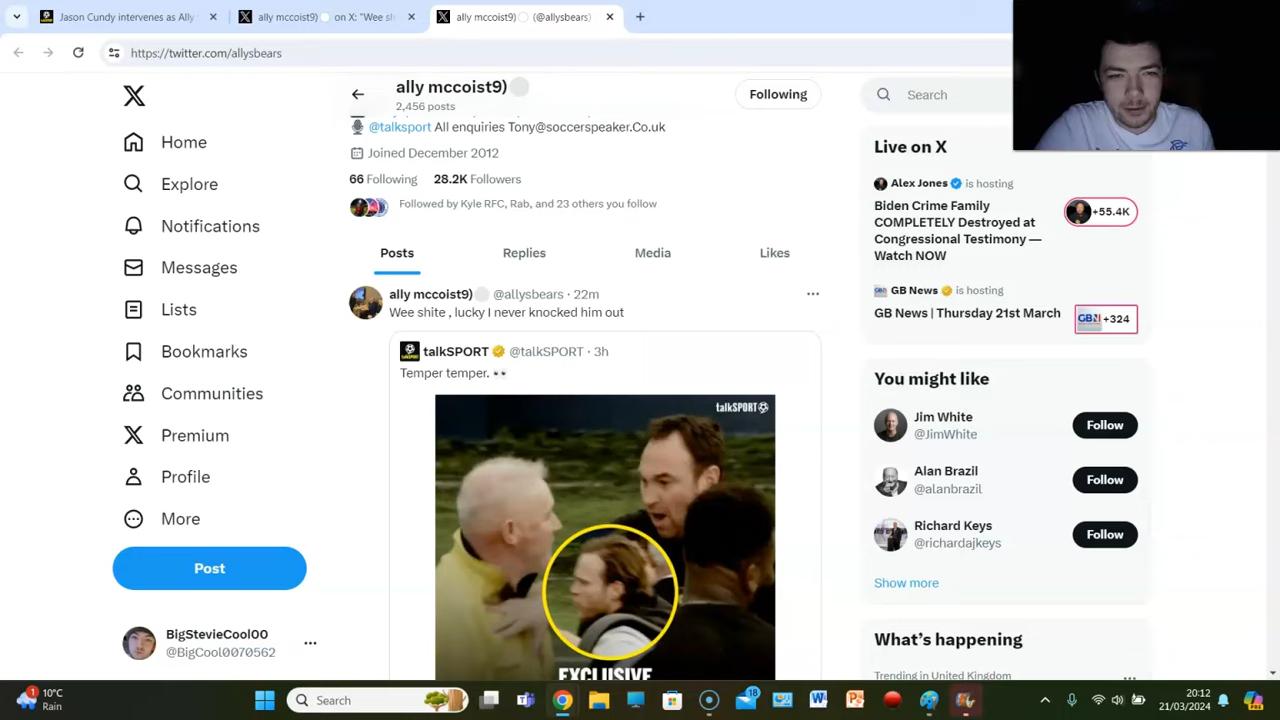 Jason Cundy intervenes as Ally
ally mccoist9) on X: "Wee sh
ally mccoist9) (@allysbears)
https://twitter.com/allysbears
ally mccoist9)
2,456 posts
Following
Search
@talksport All enquiries Tony@soccerspeaker.Co.uk
Joined December 2012
66 Following 28.2K Followers
Followed by Kyle RFC, Rab, and 23 others you follow
Posts Replies Media Likes
ally mccoist9) @allysbears · 22m
Wee shite , lucky I never knocked him out
talkSPORT @talkSPORT · 3h
Temper temper. 👀
talkSPORT
EXCLUSIVE
Home
Explore
Notifications
Messages
Lists
Bookmarks
Communities
Premium
Profile
More
Post
BigStevieCool00
@BigCool0070562
Live on X
Alex Jones is hosting
Biden Crime Family
COMPLETELY Destroyed at
Congressional Testimony —
Watch NOW
+55.4K
GB News is hosting
GB News | Thursday 21st March
GBN +324
You might like
Jim White
@JimWhite
Follow
Alan Brazil
@alanbrazil
Follow
Richard Keys
@richardajkeys
Follow
Show more
What's happening
Trending in United Kingdom
1
10°C
Rain
Search
18
20:12
21/03/2024